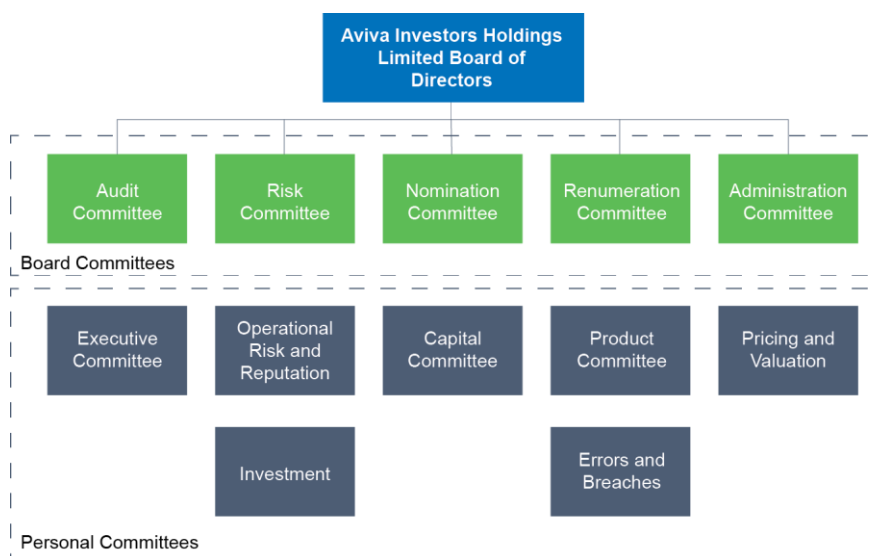 Aviva Investors Holdings
Limited Board of
Directors
Audit
Committee
Risk
Committee
Nomination
Committee
Renumeration
Committee
Administration
Committee
Board Committees
Executive
Committee
Operational
Risk and
Reputation
Capital
Committee
Product
Committee
Pricing and
Valuation
Investment
Errors and
Breaches
Personal Committees